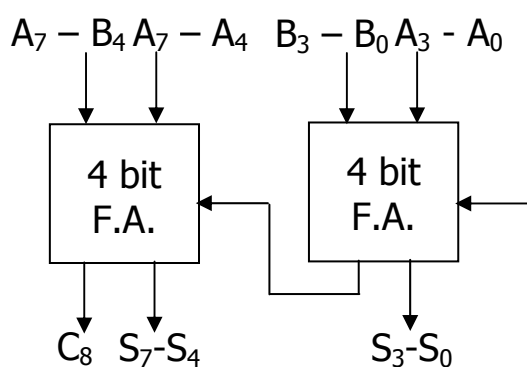 A₇ – B₄ A₇ – A₄ B₃ – B₀ A₃ - A₀
4 bit
F.A.
4 bit
F.A.
C₈ S₇-S₄ S₃-S₀